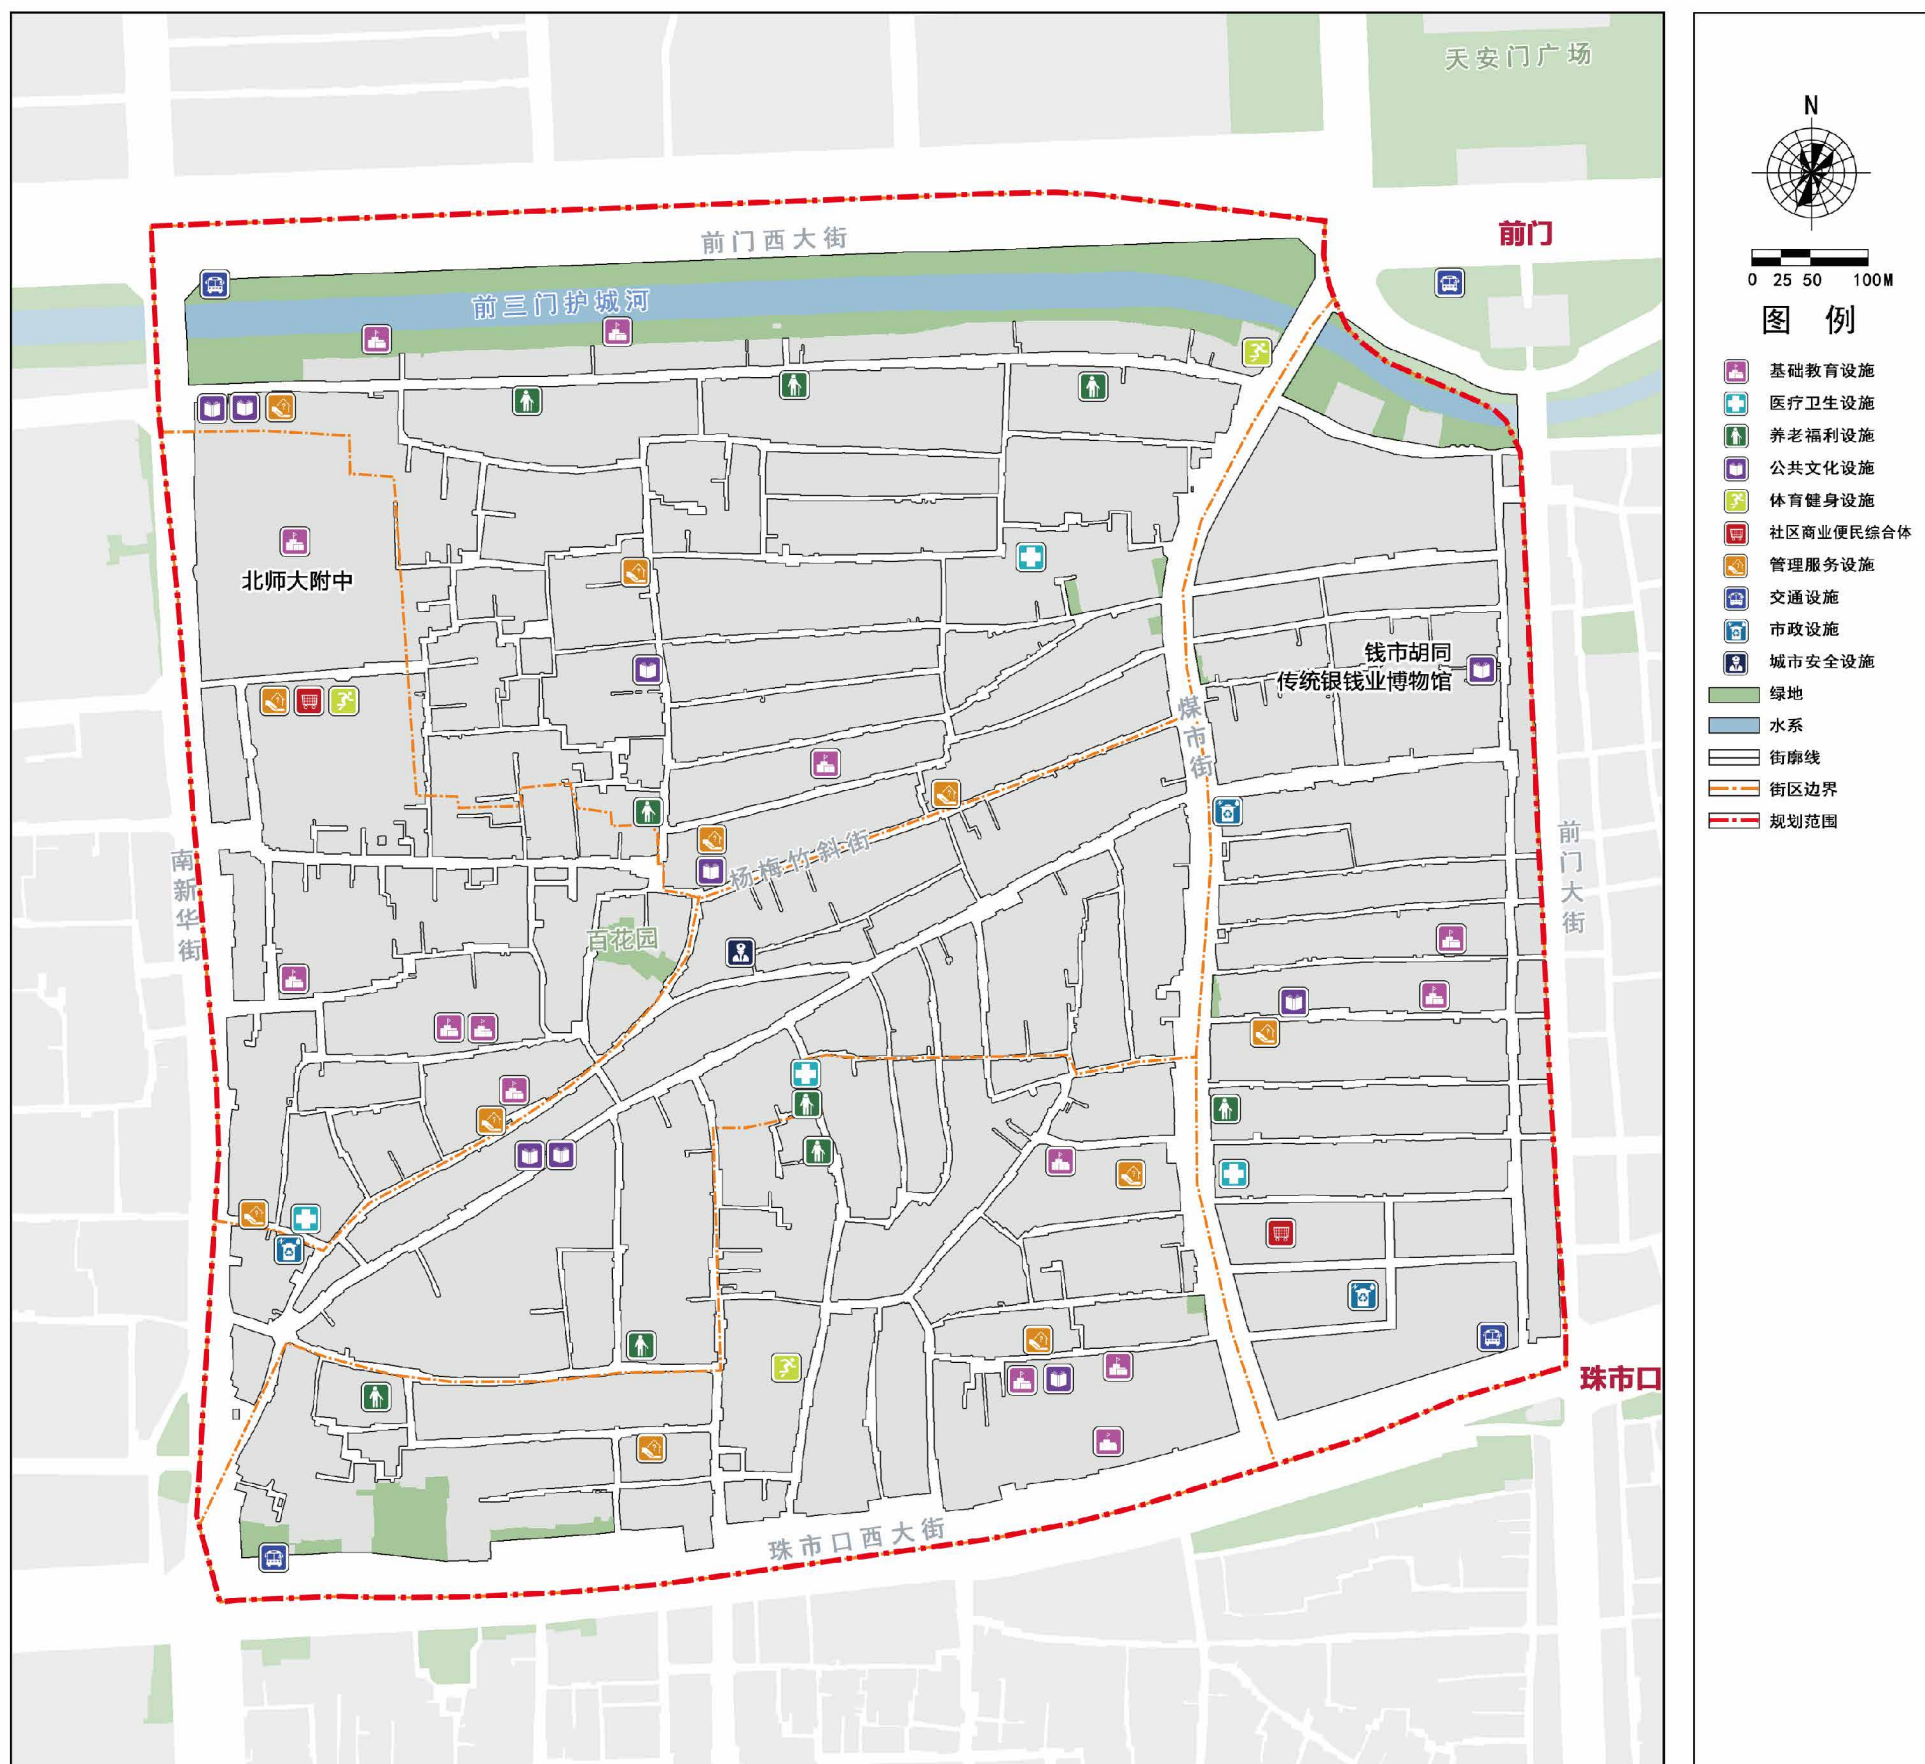 天安门广场
前门
前门西大街
前三门护城河
北师大附中
钱市胡同
传统银钱业博物馆
煤市街
杨梅竹斜街
前门大街
南新华街
百花园
珠市口
珠市口西大街
N
0 25 50 100M
图 例
基础教育设施
医疗卫生设施
养老福利设施
公共文化设施
体育健身设施
社区商业便民综合体
管理服务设施
交通设施
市政设施
城市安全设施
绿地
水系
街廓线
街区边界
规划范围